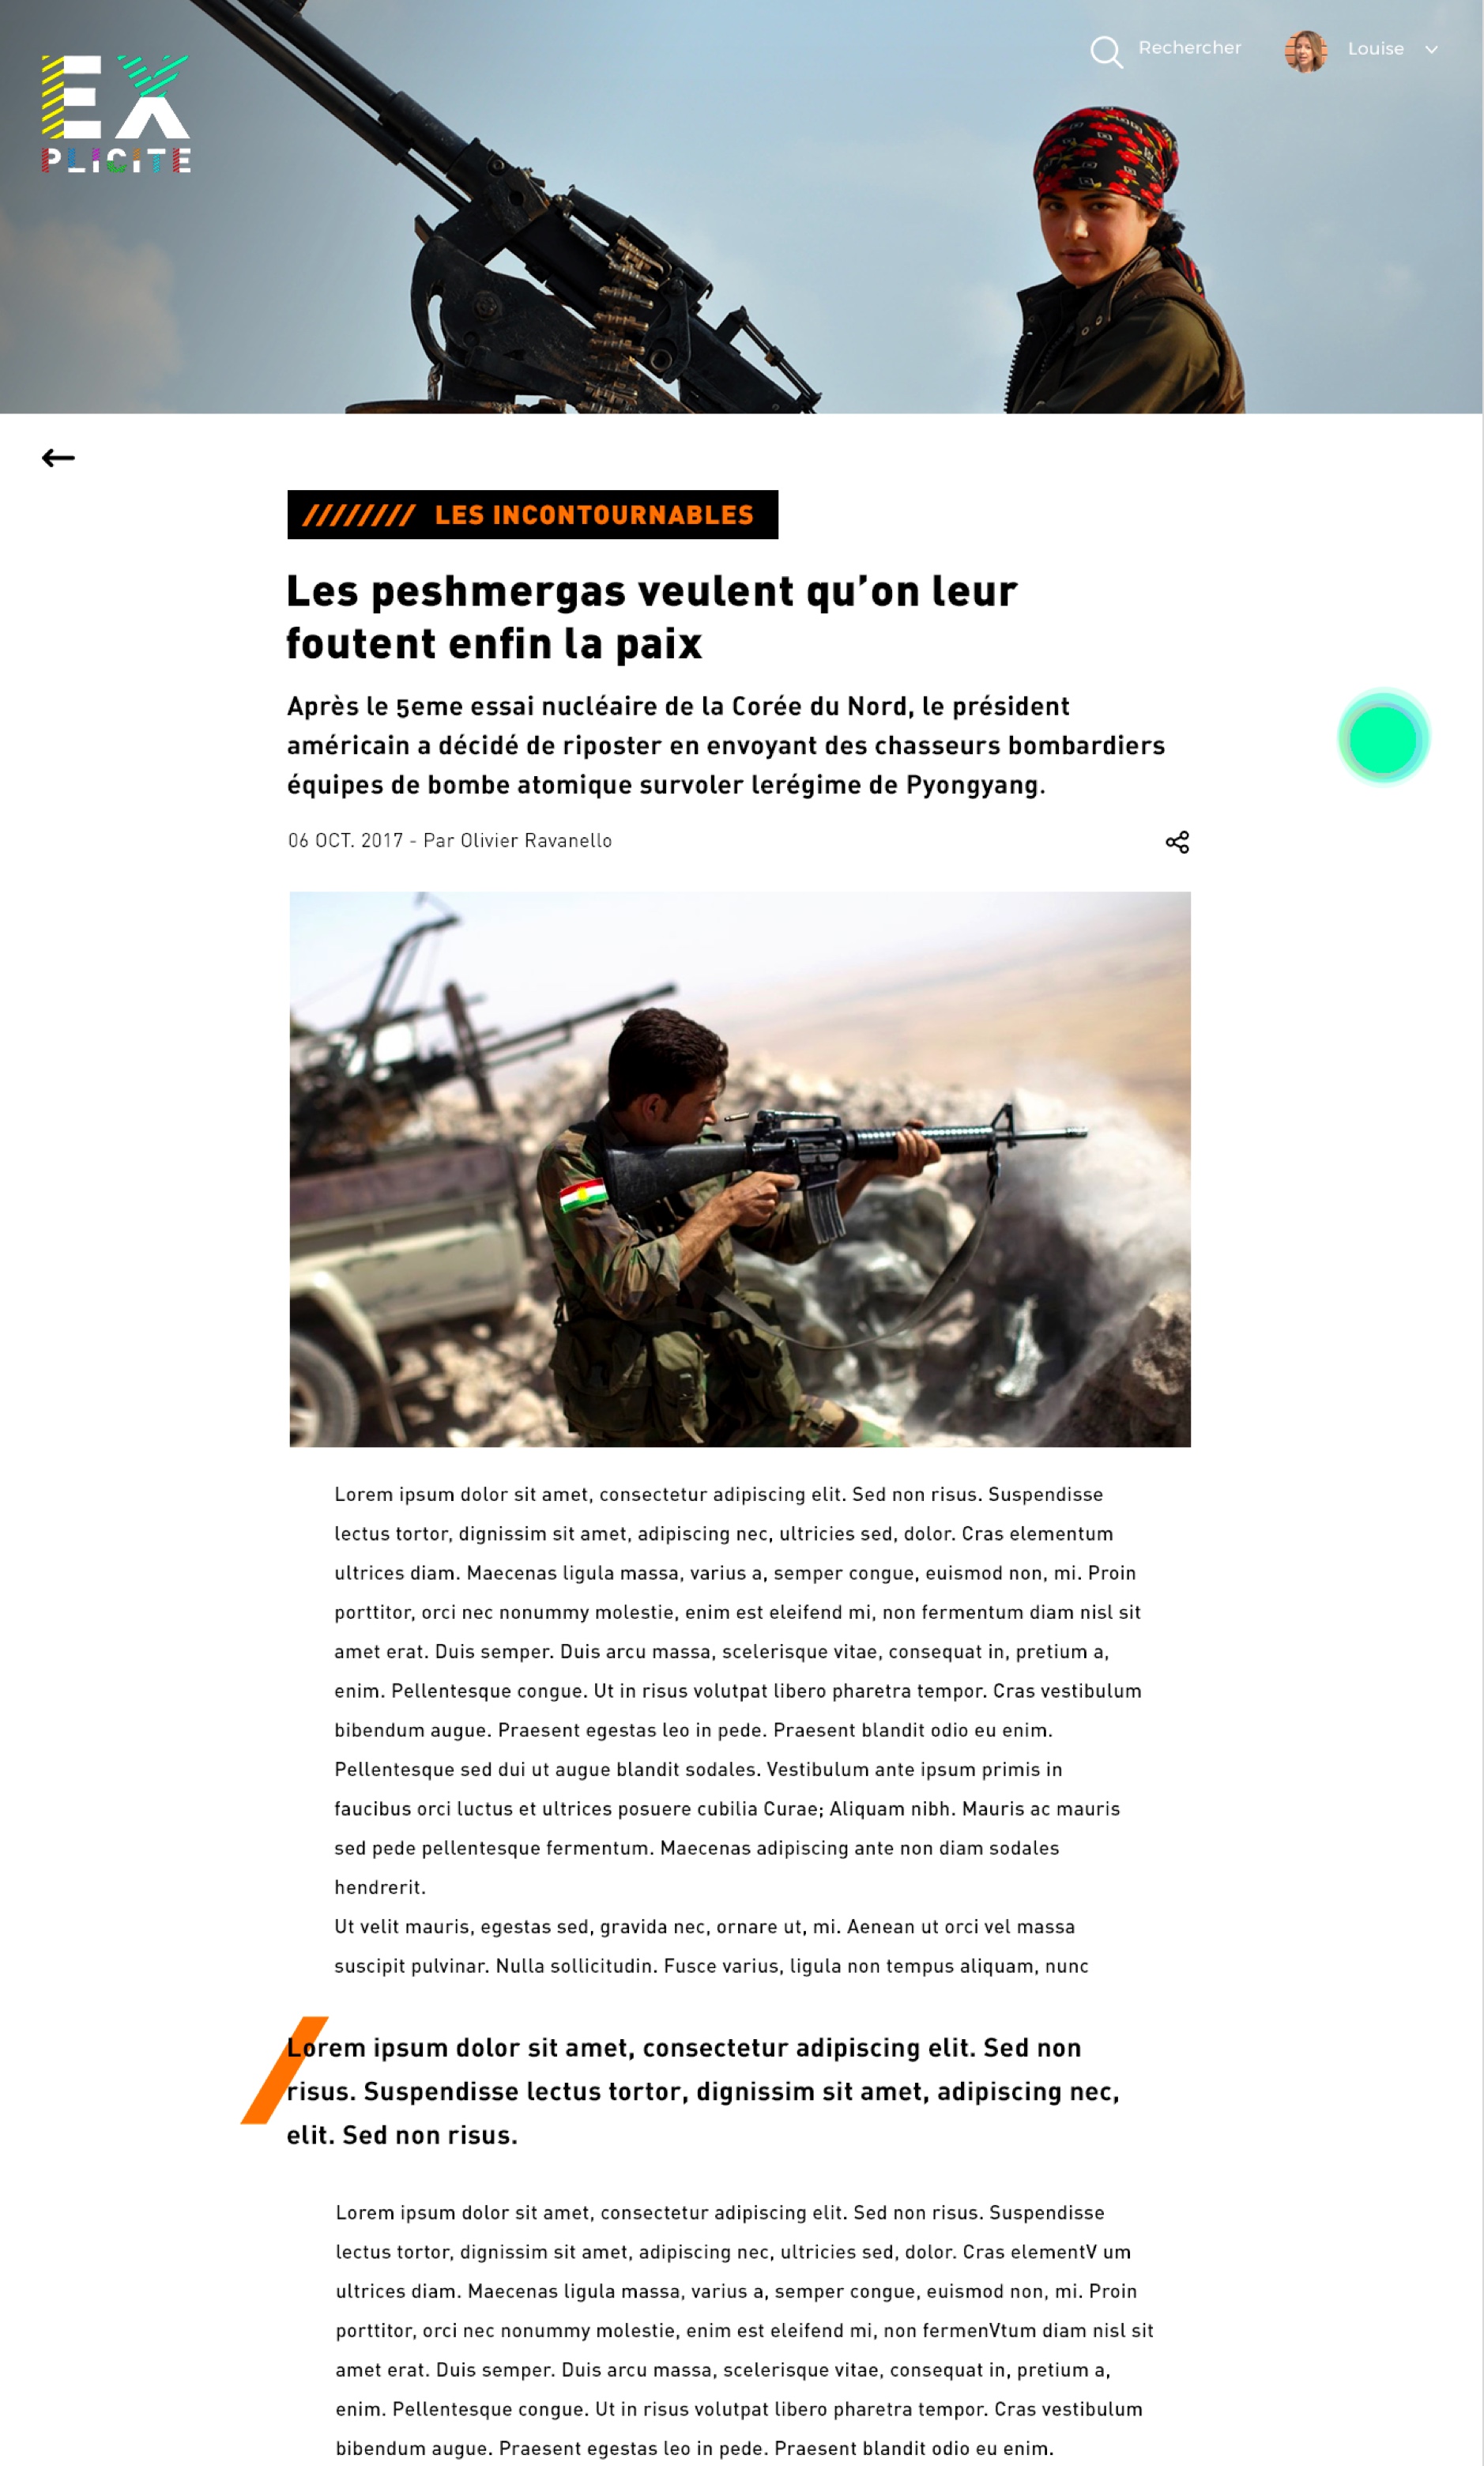 EX
PLICITE
Rechercher
Louise
//////// LES INCONTOURNABLES
Les peshmergas veulent qu’on leur
foutent enfin la paix
Après le 5eme essai nucléaire de la Corée du Nord, le président
américain a décidé de riposter en envoyant des chasseurs bombardiers
équipes de bombe atomique survoler lerégime de Pyongyang.
06 OCT. 2017 - Par Olivier Ravanello
Lorem ipsum dolor sit amet, consectetur adipiscing elit. Sed non risus. Suspendisse
lectus tortor, dignissim sit amet, adipiscing nec, ultricies sed, dolor. Cras elementum
ultrices diam. Maecenas ligula massa, varius a, semper congue, euismod non, mi. Proin
porttitor, orci nec nonummy molestie, enim est eleifend mi, non fermentum diam nisl sit
amet erat. Duis semper. Duis arcu massa, scelerisque vitae, consequat in, pretium a,
enim. Pellentesque congue. Ut in risus volutpat libero pharetra tempor. Cras vestibulum
bibendum augue. Praesent egestas leo in pede. Praesent blandit odio eu enim.
Pellentesque sed dui ut augue blandit sodales. Vestibulum ante ipsum primis in
faucibus orci luctus et ultrices posuere cubilia Curae; Aliquam nibh. Mauris ac mauris
sed pede pellentesque fermentum. Maecenas adipiscing ante non diam sodales
hendrerit.
Ut velit mauris, egestas sed, gravida nec, ornare ut, mi. Aenean ut orci vel massa
suscipit pulvinar. Nulla sollicitudin. Fusce varius, ligula non tempus aliquam, nunc
Lorem ipsum dolor sit amet, consectetur adipiscing elit. Sed non
risus. Suspendisse lectus tortor, dignissim sit amet, adipiscing nec,
elit. Sed non risus.
Lorem ipsum dolor sit amet, consectetur adipiscing elit. Sed non risus. Suspendisse
lectus tortor, dignissim sit amet, adipiscing nec, ultricies sed, dolor. Cras elementV um
ultrices diam. Maecenas ligula massa, varius a, semper congue, euismod non, mi. Proin
porttitor, orci nec nonummy molestie, enim est eleifend mi, non fermenVtum diam nisl sit
amet erat. Duis semper. Duis arcu massa, scelerisque vitae, consequat in, pretium a,
enim. Pellentesque congue. Ut in risus volutpat libero pharetra tempor. Cras vestibulum
bibendum augue. Praesent egestas leo in pede. Praesent blandit odio eu enim.